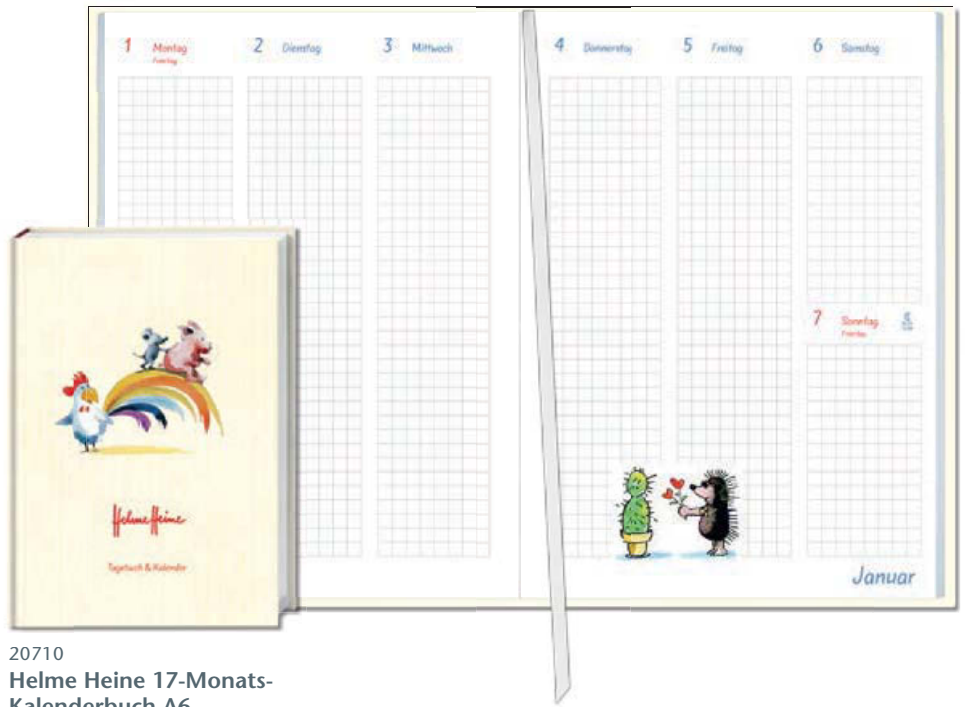 1 Montag
Feiertag
2 Dienstag
3 Mittwoch
4 Donnerstag
5 Freitag
6 Samstag
7 Sonntag
Feiertag
Januar
Helme Heine
Tagebuch & Kalender
20710
Helme Heine 17-Monats-
Kalenderbuch A6